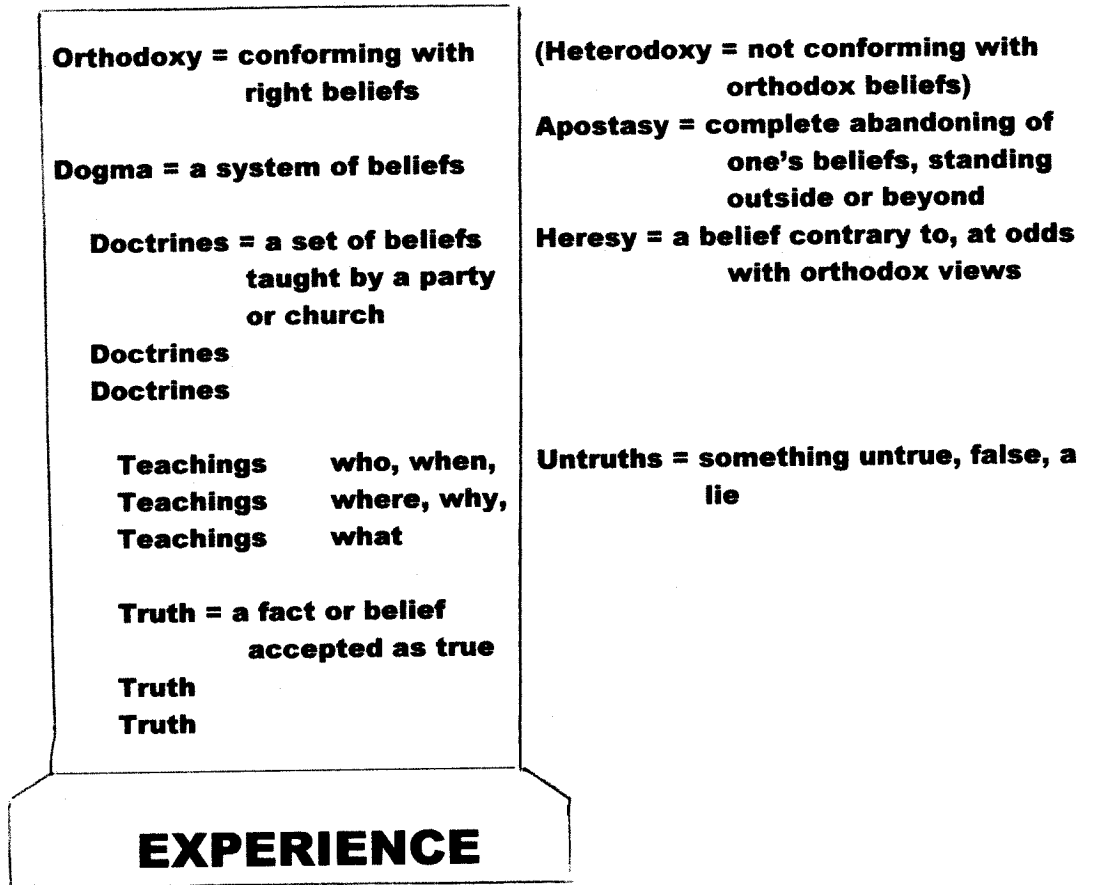 Orthodoxy = conforming with
right beliefs
Dogma = a system of beliefs
Doctrines = a set of beliefs
taught by a party
or church
Doctrines
Doctrines
Teachings who, when,
Teachings where, why,
Teachings what
Truth = a fact or belief
accepted as true
Truth
Truth
EXPERIENCE
(Heterodoxy = not conforming with
orthodox beliefs)
Apostasy = complete abandoning of
one's beliefs, standing
outside or beyond
Heresy = a belief contrary to, at odds
with orthodox views
Untruths = something untrue, false, a
lie